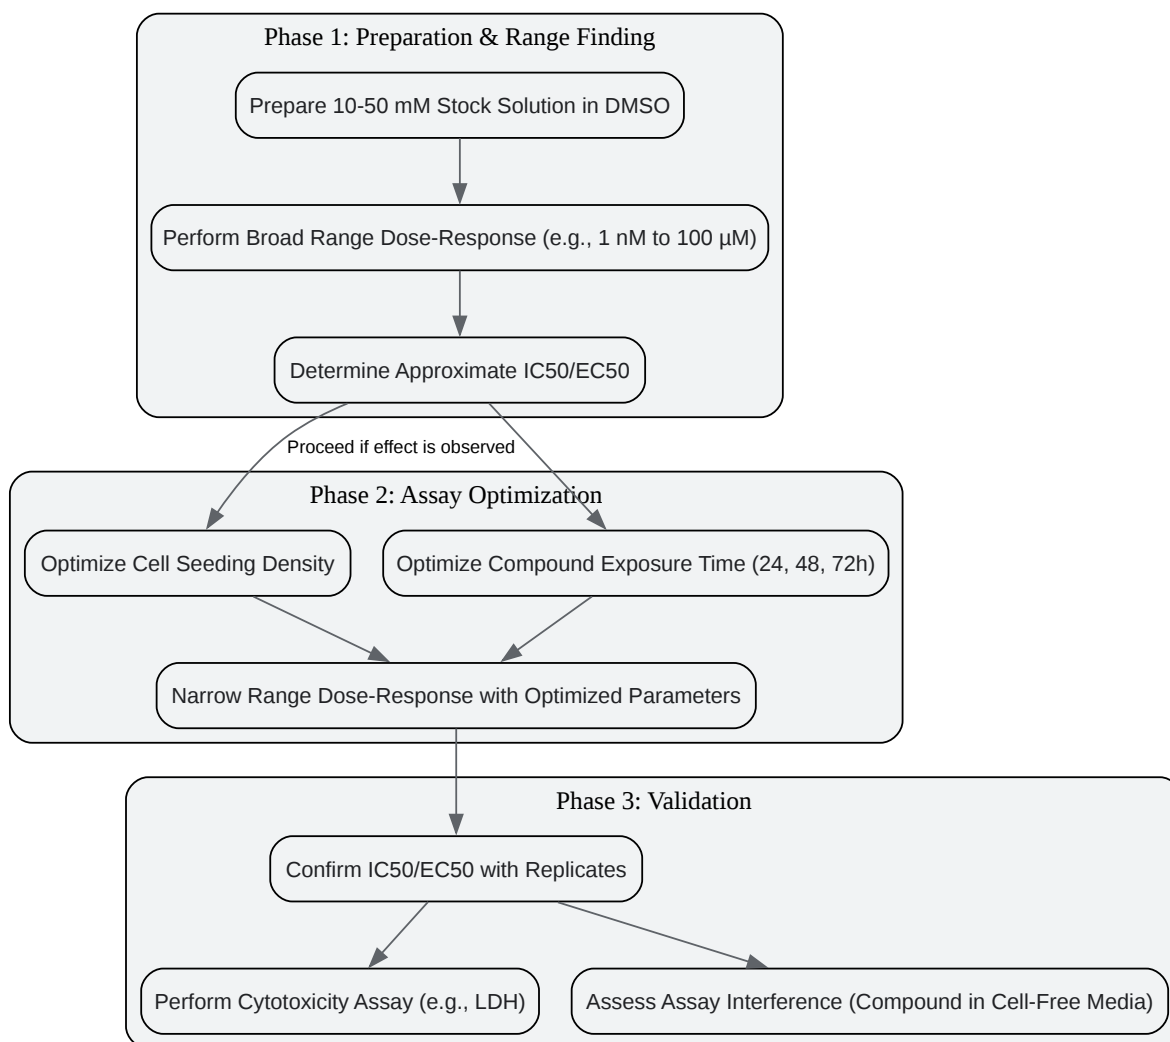 Phase 1: Preparation & Range Finding
Prepare 10-50 mM Stock Solution in DMSO
Perform Broad Range Dose-Response (e.g., 1 nM to 100 µM)
Determine Approximate IC50/EC50
Proceed if effect is observed
Phase 2: Assay Optimization
Optimize Cell Seeding Density
Optimize Compound Exposure Time (24, 48, 72h)
Narrow Range Dose-Response with Optimized Parameters
Phase 3: Validation
Confirm IC50/EC50 with Replicates
Perform Cytotoxicity Assay (e.g., LDH)
Assess Assay Interference (Compound in Cell-Free Media)